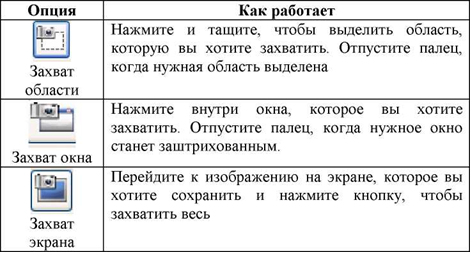 Опция Как работает
Захват
области
Нажмите и тащите, чтобы выделить область,
которую вы хотите захватить. Отпустите палец,
когда нужная область выделена
Захват окна
Нажмите внутри окна, которое вы хотите
захватить. Отпустите палец, когда нужное окно
станет заштрихованным.
Захват
экрана
Перейдите к изображению на экране, которое вы
хотите сохранить и нажмите кнопку, чтобы
захватить весь